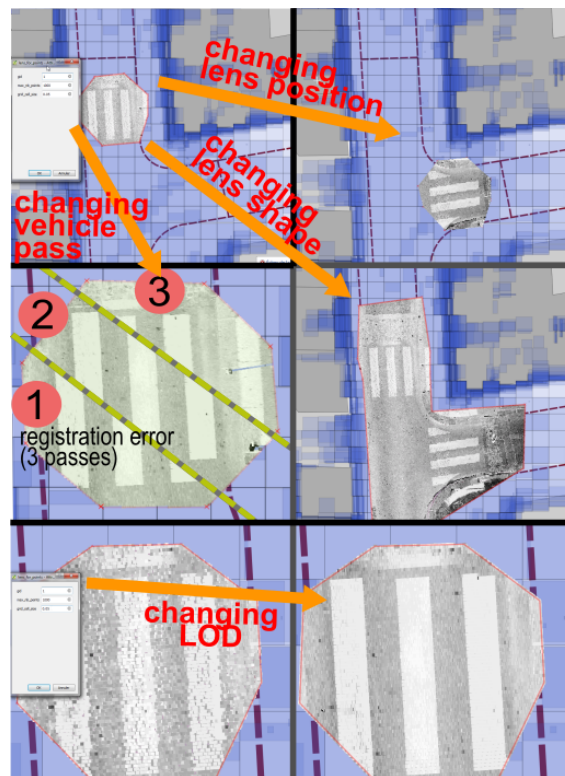 changing
lens position
changing
lens shape
changing
vehicle
pass
3
2
1
registration error
(3 passes)
changing
LOD